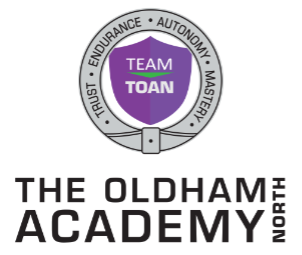 • TRUST • ENDURANCE • AUTONOMY • MASTERY •
TEAM
TOAN
THE OLDHAM
ACADEMY
NORTH